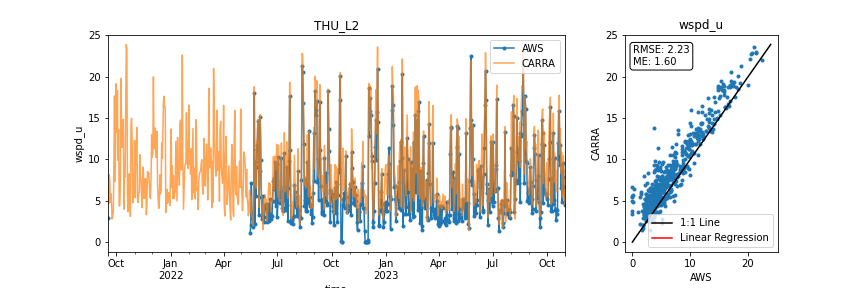 THU_L2
wspd_u
25
20
15
10
5
0
wspd_u
AWS
CARRA
Oct
Jan
2022
Apr
Jul
Oct
Jan
2023
Apr
Jul
Oct
time
25
20
15
10
5
0
CARRA
RMSE: 2.23
ME: 1.60
1:1 Line
Linear Regression
0
10
20
AWS